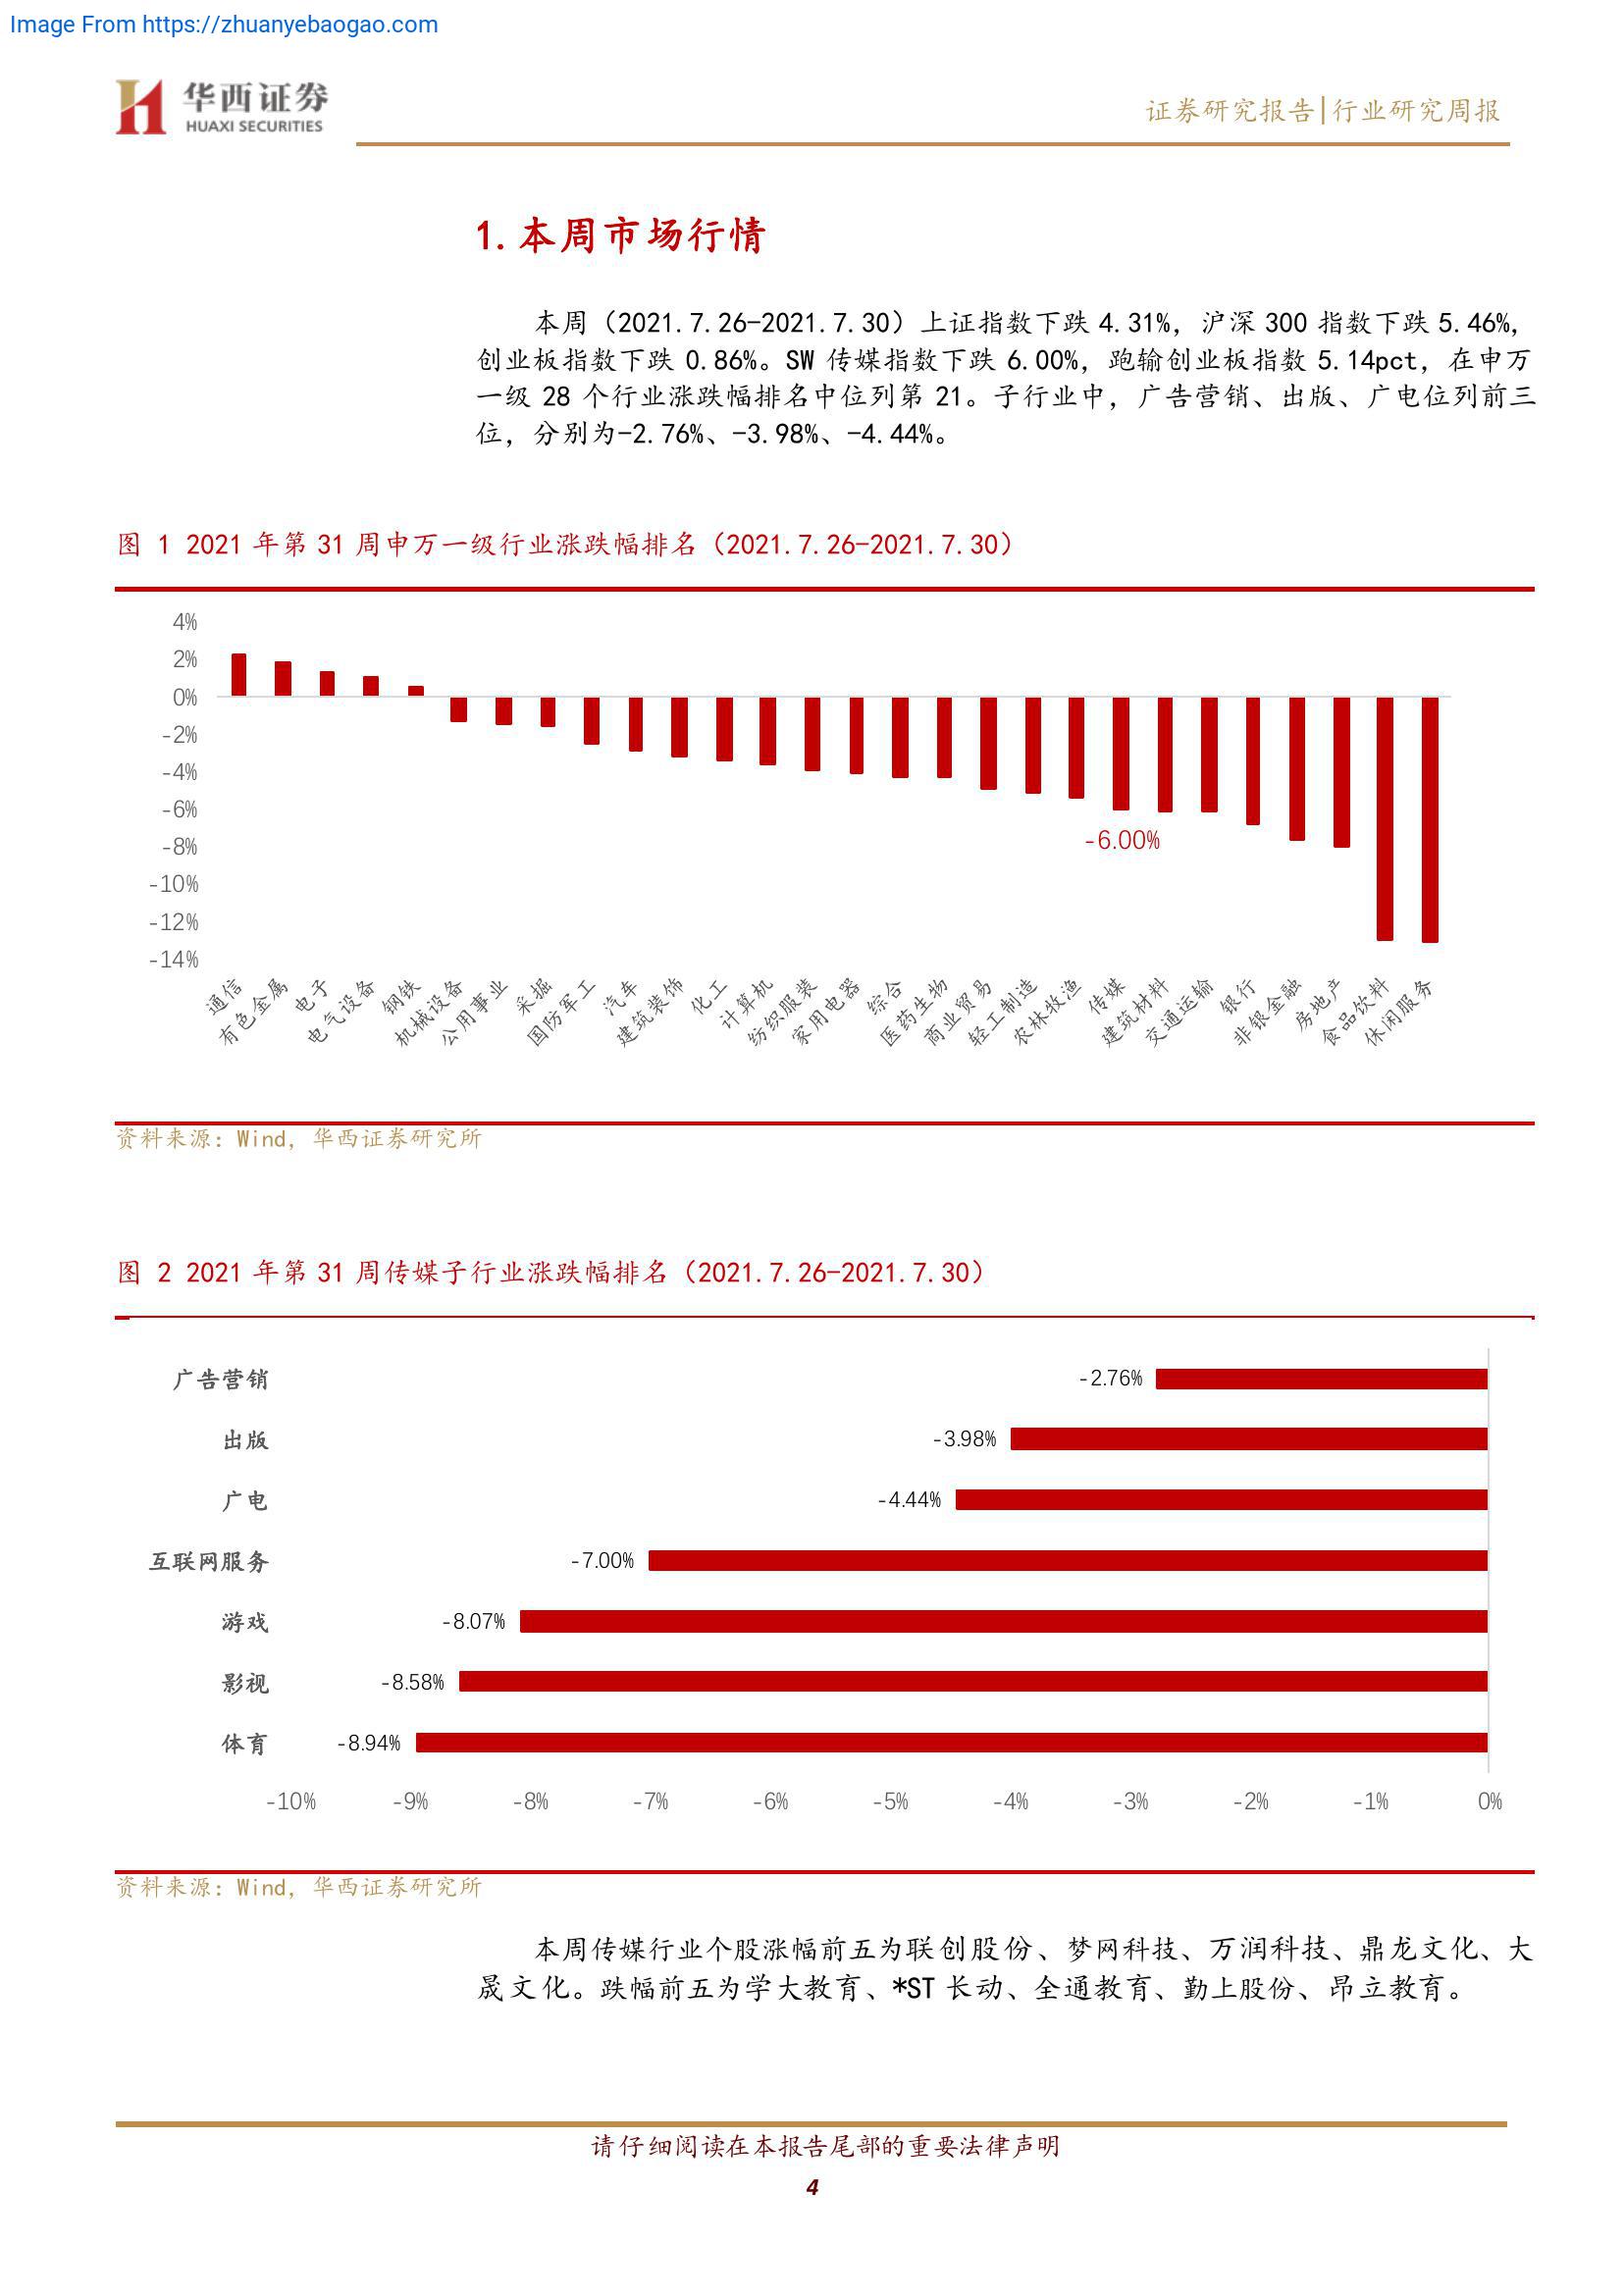 Image From https://zhuanyebaogao.com
华西证券
HUAXI SECURITIES
证券研究报告|行业研究周报
1.本周市场行情
本周（2021.7.26-2021.7.30）上证指数下跌 4.31%，沪深 300 指数下跌 5.46%，
创业板指数下跌 0.86%。SW 传媒指数下跌 6.00%，跑输创业板指数 5.14pct，在申万
一级 28 个行业涨跌幅排名中位列第 21。子行业中，广告营销、出版、广电位列前三
位，分别为-2.76%、-3.98%、-4.44%。
图 1 2021 年第 31 周申万一级行业涨跌幅排名（2021.7.26-2021.7.30）
4%
2%
0%
-2%
-4%
-6%
-8%
-10%
-12%
-14%
-6.00%
通信
有色金属
电子
电气设备
钢铁
机械设备
公用事业
采掘
国防军工
汽车
建筑装饰
化工
计算机
纺织服装
家用电器
综合
医药生物
商业贸易
轻工制造
农林牧渔
传媒
建筑材料
交通运输
银行
非银金融
房地产
食品饮料
休闲服务
资料来源：Wind，华西证券研究所
图 2 2021 年第 31 周传媒子行业涨跌幅排名（2021.7.26-2021.7.30）
广告营销 -2.76%
出版 -3.98%
广电 -4.44%
互联网服务 -7.00%
游戏 -8.07%
影视 -8.58%
体育 -8.94%
-10% -9% -8% -7% -6% -5% -4% -3% -2% -1% 0%
资料来源：Wind，华西证券研究所
本周传媒行业个股涨幅前五为联创股份、梦网科技、万润科技、鼎龙文化、大
晟文化。跌幅前五为学大教育、*ST 长动、全通教育、勤上股份、昂立教育。
请仔细阅读在本报告尾部的重要法律声明
4